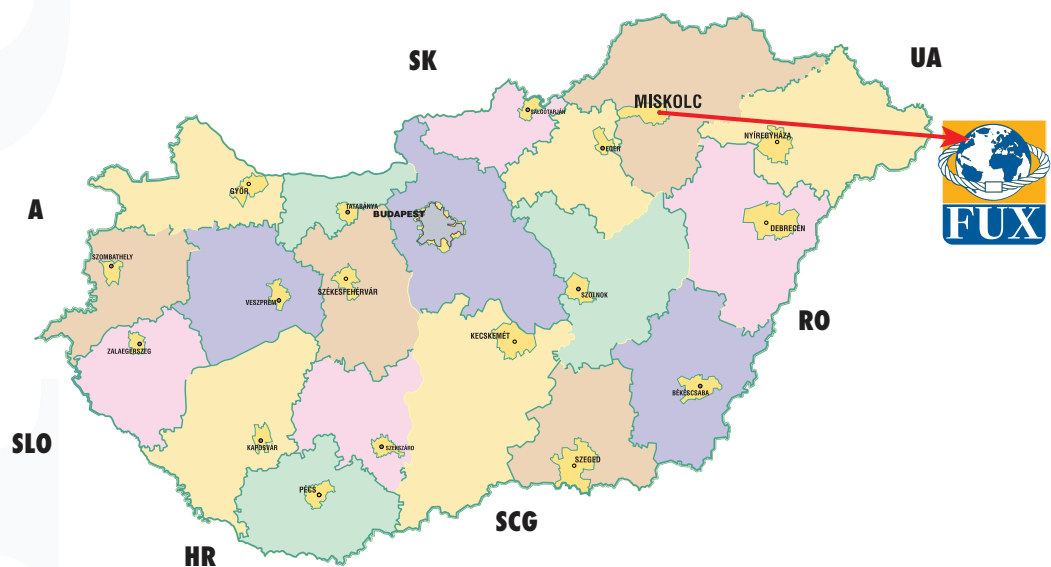 SK
UA
MISKOLC
SALGÓTARJÁN
NYÍREGYHÁZA
EGER
FUX
GYŐR
A
TATABÁNYA
BUDAPEST
DEBRECEN
SZOMBATHELY
SZÉKESFEHÉRVÁR
VESZPRÉM
SZOLNOK
RO
KECSKEMÉT
ZALAEGERSZEG
BÉKÉSCSABA
SLO
KAPOSVÁR
SZEKSZÁRD
SZEGED
PÉCS
SCG
HR